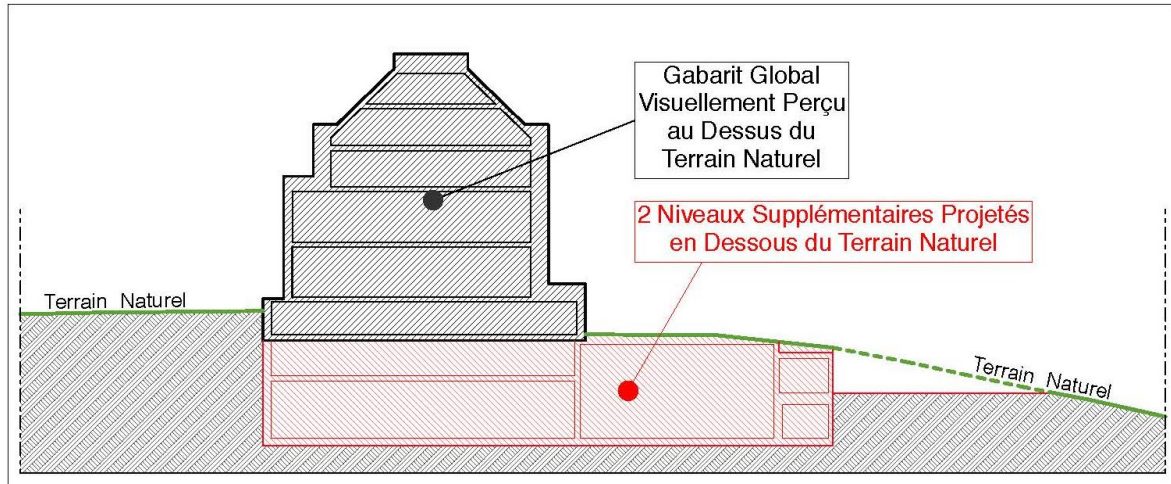 Gabarit Global
Visuellement Perçu
au Dessus du
Terrain Naturel
2 Niveaux Supplémentaires Projetés
en Dessous du Terrain Naturel
Terrain Naturel
Terrain Naturel